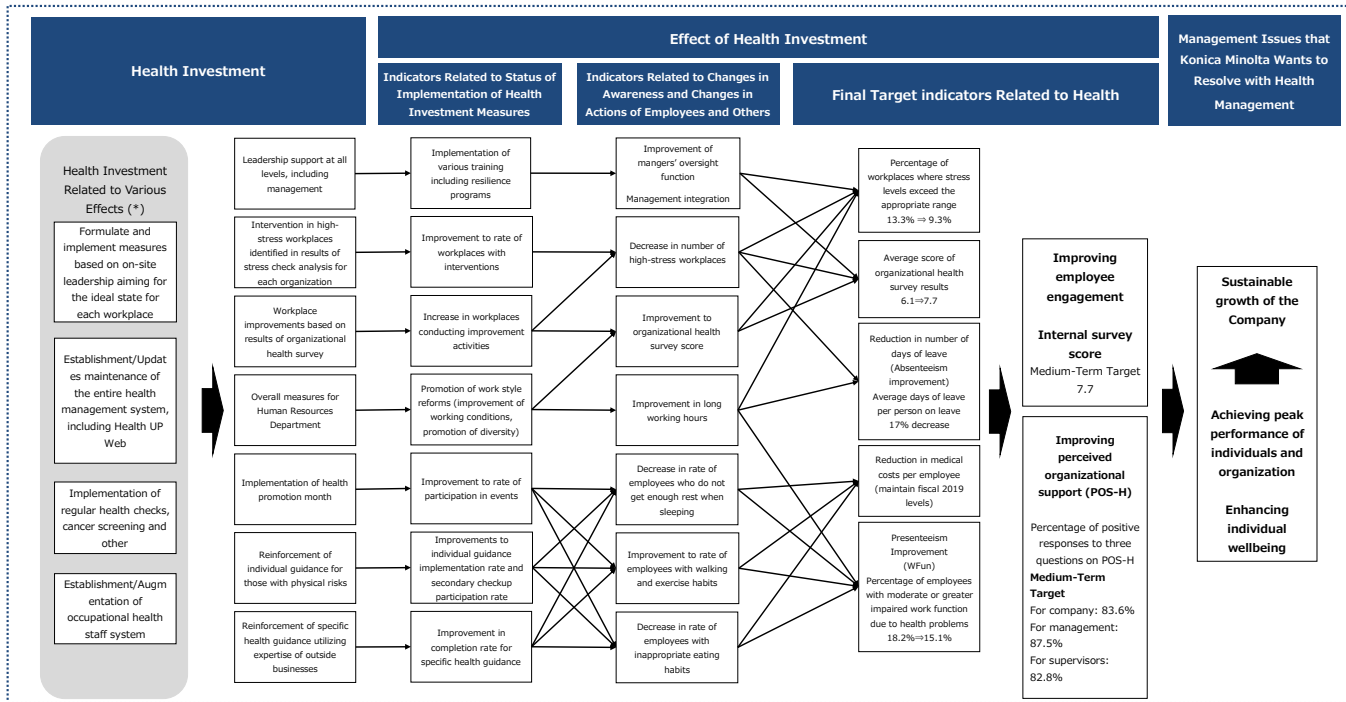 Health Investment
Effect of Health Investment
Management Issues that
Konica Minolta Wants to
Resolve with Health
Management
Indicators Related to Status of
Implementation of Health
Investment Measures
Indicators Related to Changes in
Awareness and Changes in
Actions of Employees and Others
Final Target indicators Related to Health
Health Investment
Related to Various
Effects (*)
Formulate and
implement measures
based on on-site
leadership aiming for
the ideal state for
each workplace
Establishment/Updat
es maintenance of
the entire health
management system,
including Health UP
Web
Implementation of
regular health checks,
cancer screening and
other
Establishment/Augm
entation of
occupational health
staff system
Leadership support at all
levels, including
management
Intervention in high-
stress workplaces
identified in results of
stress check analysis for
each organization
Workplace
improvements based on
results of organizational
health survey
Overall measures for
Human Resources
Department
Implementation of health
promotion month
Reinforcement of
individual guidance for
those with physical risks
Reinforcement of specific
health guidance utilizing
expertise of outside
businesses
Implementation of
various training
including resilience
programs
Improvement to rate of
workplaces with
interventions
Increase in workplaces
conducting improvement
activities
Promotion of work style
reforms (improvement of
working conditions,
promotion of diversity)
Improvement to rate of
participation in events
Improvements to
individual guidance
implementation rate and
secondary checkup
participation rate
Improvement in
completion rate for
specific health guidance
Improvement of
mangers' oversight
function
Management integration
Decrease in number of
high-stress workplaces
Improvement to
organizational health
survey score
Improvement in long
working hours
Decrease in rate of
employees who do not
get enough rest when
sleeping
Improvement to rate of
employees with walking
and exercise habits
Decrease in rate of
employees with
inappropriate eating
habits
Percentage of
workplaces where stress
levels exceed the
appropriate range
13.3% ⇒ 9.3%
Average score of
organizational health
survey results
6.1⇒7.7
Reduction in number of
days of leave
(Absenteeism
improvement)
Average days of leave
per person on leave
17% decrease
Reduction in medical
costs per employee
(maintain fiscal 2019
levels)
Presenteeism
Improvement
(WFun)
Percentage of employees
with moderate or greater
impaired work function
due to health problems
18.2%⇒15.1%
Improving
employee
engagement
Internal survey
score
Medium-Term Target
7.7
Improving
perceived
organizational
support (POS-H)
Percentage of positive
responses to three
questions on POS-H
Medium-Term
Target
For company: 83.6%
For management:
87.5%
For supervisors:
82.8%
Sustainable
growth of the
Company
Achieving peak
performance of
individuals and
organization
Enhancing
individual
wellbeing